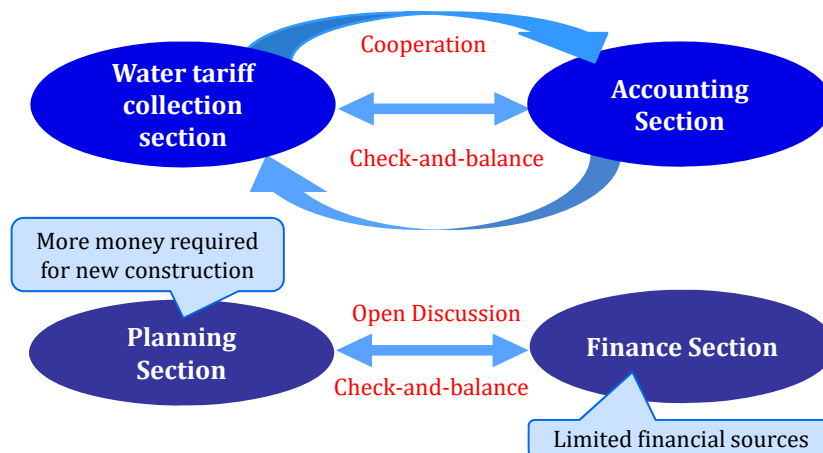 Cooperation
Water tariff
collection
section
Accounting
Section
Check-and-balance
More money required
for new construction
Open Discussion
Planning
Section
Finance Section
Check-and-balance
Limited financial sources